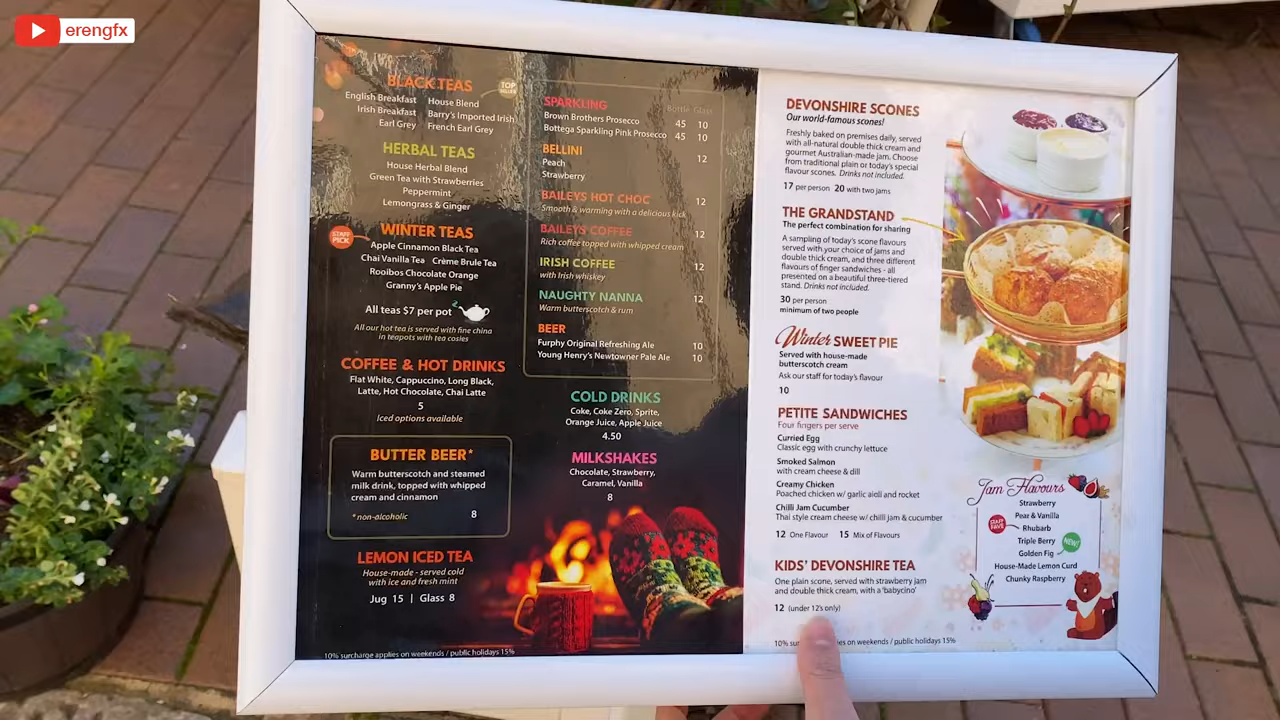 erengfx
BLACK TEAS
TOP SELLER
English Breakfast House Blend
Irish Breakfast Barry's Imported Irish
Earl Grey French Earl Grey
HERBAL TEAS
House Herbal Blend
Green Tea with Strawberries
Peppermint
Lemongrass & Ginger
STAFF PICK
WINTER TEAS
Apple Cinnamon Black Tea
Chai Vanilla Tea Crème Brule Tea
Rooibos Chocolate Orange
Granny's Apple Pie
All teas $7 per pot
All our hot tea is served with fine china
in teapots with tea cosies
COFFEE & HOT DRINKS
Flat White, Cappuccino, Long Black,
Latte, Hot Chocolate, Chai Latte
5
Iced options available
BUTTER BEER*
Warm butterscotch and steamed
milk drink, topped with whipped
cream and cinnamon
* non-alcoholic 8
LEMON ICED TEA
House-made - served cold
with ice and fresh mint
Jug 15 | Glass 8
10% surcharge applies on weekends / public holidays 15%
SPARKLING Bottle Glass
Brown Brothers Prosecco 45 10
Bottega Sparkling Pink Prosecco 45 10
BELLINI 12
Peach
Strawberry
BAILEYS HOT CHOC 12
Smooth & warming with a delicious kick
BAILEYS COFFEE 12
Rich coffee topped with whipped cream
IRISH COFFEE 12
with Irish whiskey
NAUGHTY NANNA 12
Warm butterscotch & rum
BEER
Furphy Original Refreshing Ale 10
Young Henry's Newtowner Pale Ale 10
COLD DRINKS
Coke, Coke Zero, Sprite,
Orange Juice, Apple Juice
4.50
MILKSHAKES
Chocolate, Strawberry,
Caramel, Vanilla
8
DEVONSHIRE SCONES
Our world-famous scones!
Freshly baked on premises daily, served
with all-natural double thick cream and
gourmet Australian-made jam. Choose
from traditional plain or today's special
flavour scones. Drinks not included.
17 per person 20 with two jams
THE GRANDSTAND
The perfect combination for sharing
A sampling of today's scone flavours
served with your choice of jams and
double thick cream, and three different
flavours of finger sandwiches - all
presented on a beautiful three-tiered
stand. Drinks not included.
30 per person
minimum of two people
Winter SWEET PIE
Served with house-made
butterscotch cream
Ask our staff for today's flavour
10
PETITE SANDWICHES
Four fingers per serve
Curried Egg
Classic egg with crunchy lettuce
Smoked Salmon
with cream cheese & dill
Creamy Chicken
Poached chicken w/ garlic aioli and rocket
Chilli Jam Cucumber
Thai style cream cheese w/ chilli jam & cucumber
12 One Flavour 15 Mix of Flavours
KIDS' DEVONSHIRE TEA
One plain scone, served with strawberry jam
and double thick cream, with a 'babycino'
12 (under 12's only)
10% applies on weekends / public holidays 15%
Jam Flavours
Strawberry
Pear & Vanilla
STAFF FAVE
Rhubarb
Triple Berry
NEW!
Golden Fig
House-Made Lemon Curd
Chunky Raspberry